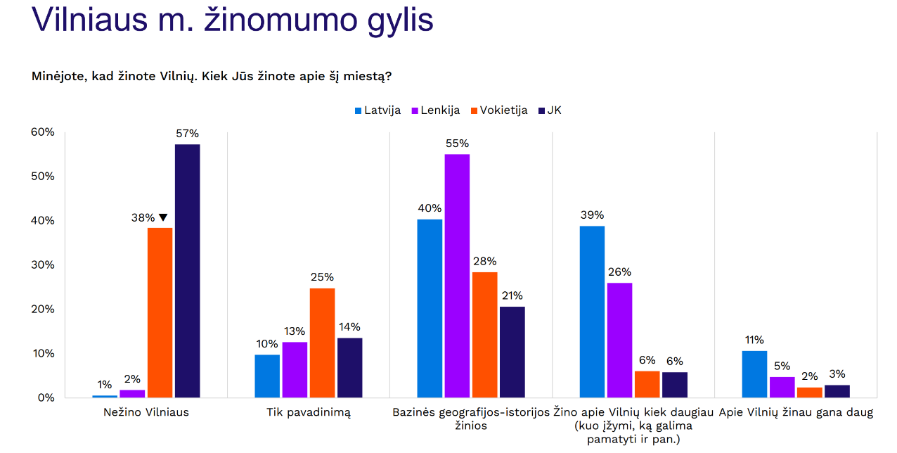 Vilniaus m. žinomumo gylis
Minėjote, kad žinote Vilnių. Kiek Jūs žinote apie šį miestą?
Latvija Lenkija Vokietija JK
60%
50%
40%
30%
20%
10%
0%
1% 2% 38% ▼ 57%
10% 13% 25% 14%
40% 55% 28% 21%
39% 26% 6% 6%
11% 5% 2% 3%
Nežino Vilniaus
Tik pavadinimą
Bazinės geografijos-istorijos
žinios
Žino apie Vilnių kiek daugiau
(kuo įžymi, ką galima
pamatyti ir pan.)
Apie Vilnių žinau gana daug